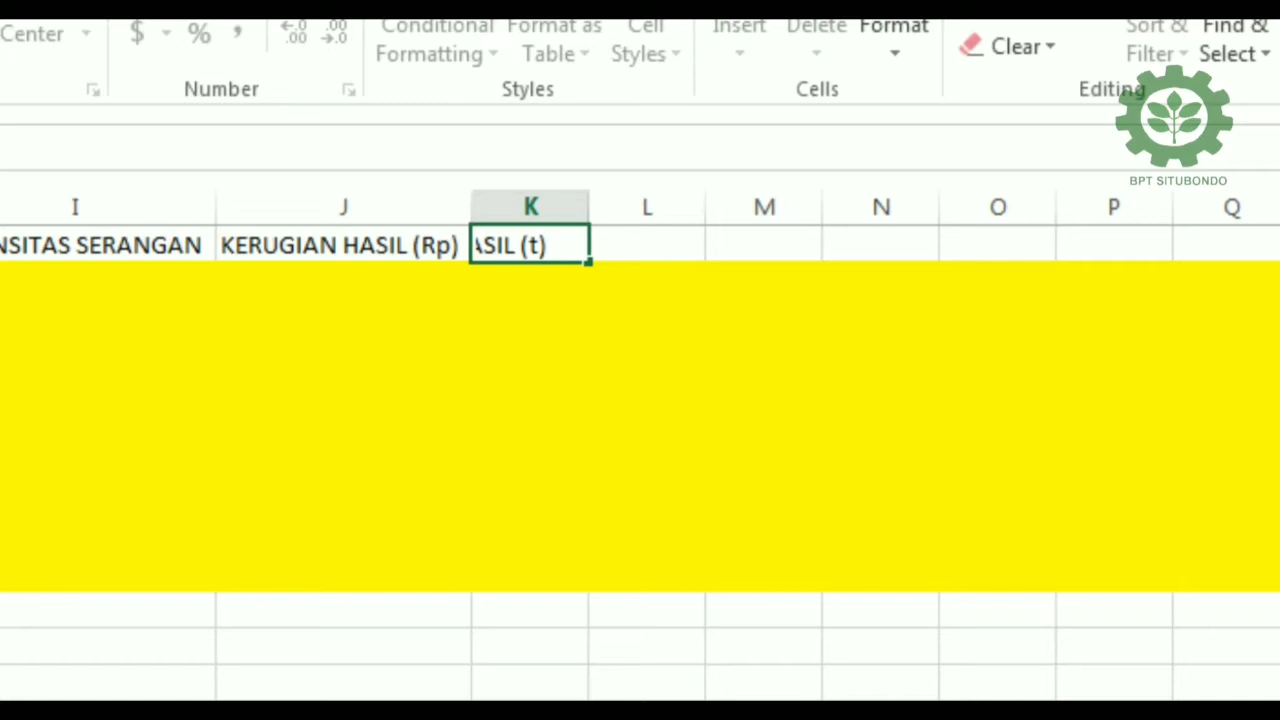 Center $ % , .00 .00 Conditional Format as Cell Insert Delete Format Clear Sort & Find &
Formatting Table Styles Filter Select
Number Styles Cells Editing
BPT SITUBONDO
I J K L M N O P Q
NSITAS SERANGAN KERUGIAN HASIL (Rp) ASIL (t)